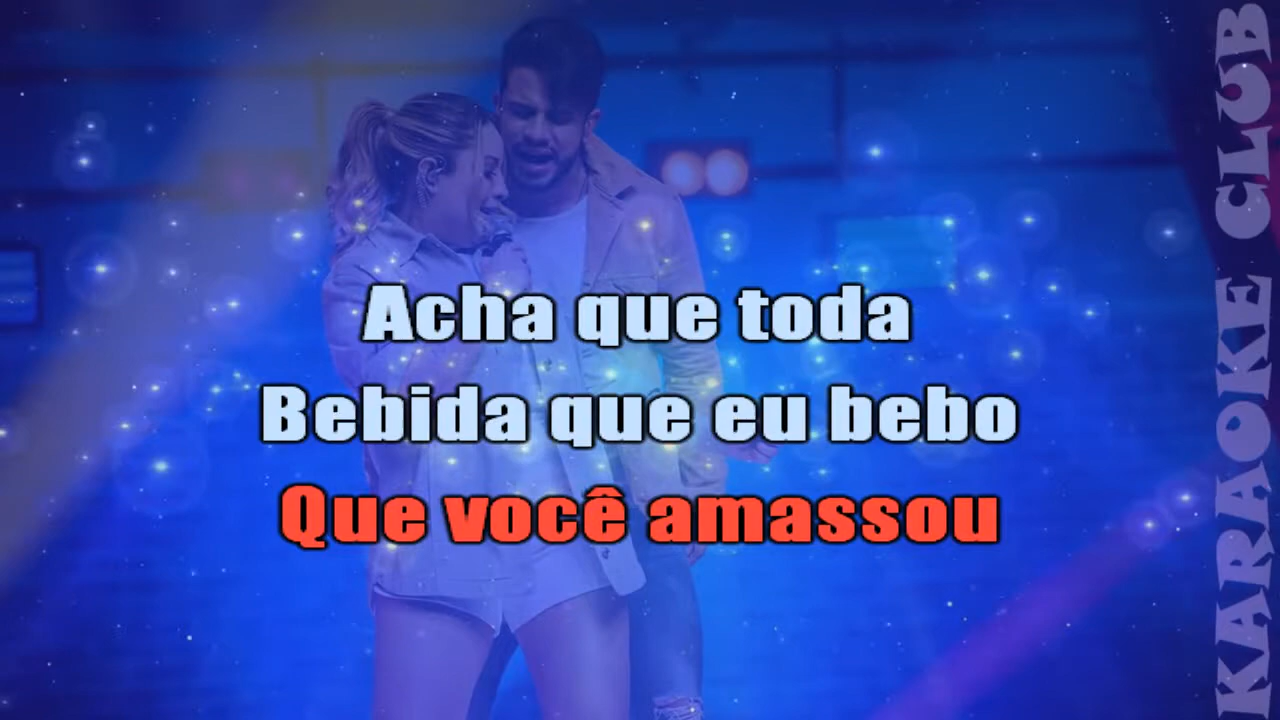 Acha que toda
Bebida que eu bebo
Que você amassou
KARAOKE CLUB